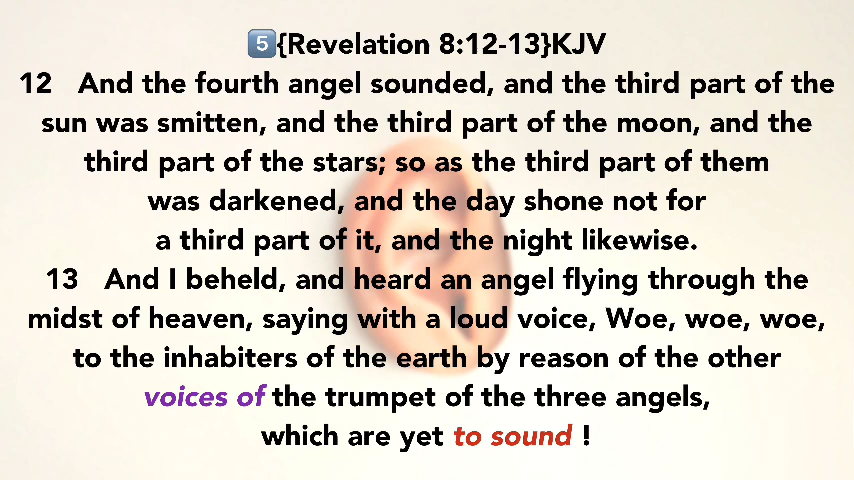 5️⃣{Revelation 8:12-13}KJV
12 And the fourth angel sounded, and the third part of the
sun was smitten, and the third part of the moon, and the
third part of the stars; so as the third part of them
was darkened, and the day shone not for
a third part of it, and the night likewise.
13 And I beheld, and heard an angel flying through the
midst of heaven, saying with a loud voice, Woe, woe, woe,
to the inhabiters of the earth by reason of the other
voices of the trumpet of the three angels,
which are yet to sound !